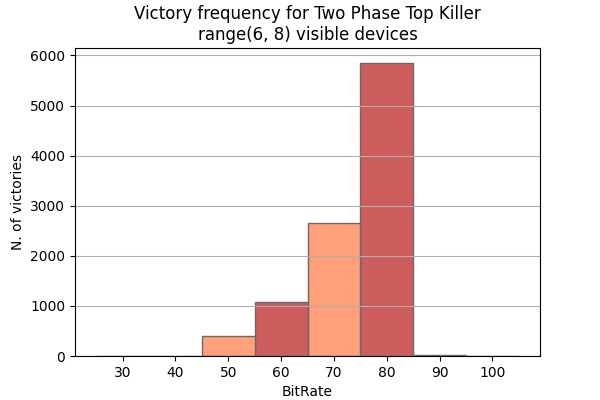 Victory frequency for Two Phase Top Killer
range(6, 8) visible devices
6000
5000
4000
3000
2000
1000
0
N. of victories
30 40 50 60 70 80 90 100
BitRate